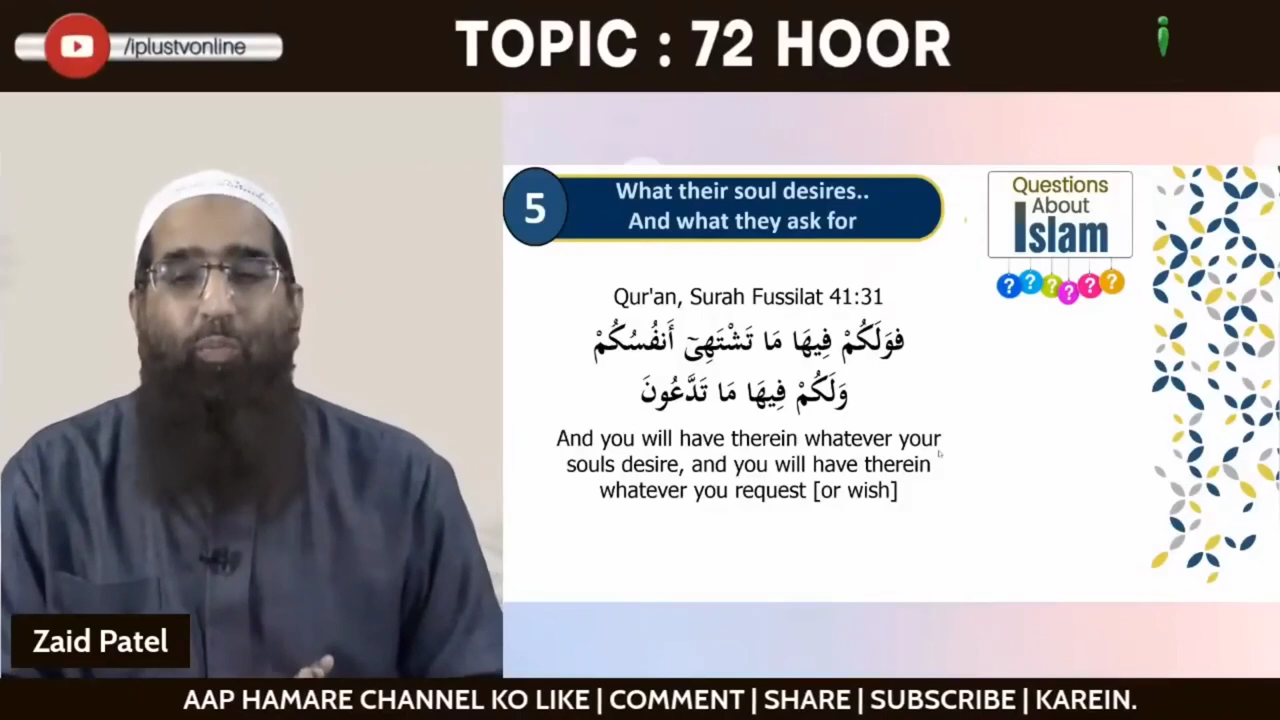 /iplustvonline
TOPIC : 72 HOOR
5
What their soul desires..
And what they ask for
Questions
About
Islam
? ? ? ? ? ?
Qur'an, Surah Fussilat 41:31
فوَلَكُمْ فِيهَا مَا تَشْتَهِىٓ أَنفُسُكُمْ
وَلَكُمْ فِيهَا مَا تَدَّعُونَ
And you will have therein whatever your
souls desire, and you will have therein
whatever you request [or wish]
Zaid Patel
AAP HAMARE CHANNEL KO LIKE | COMMENT | SHARE | SUBSCRIBE | KAREIN.